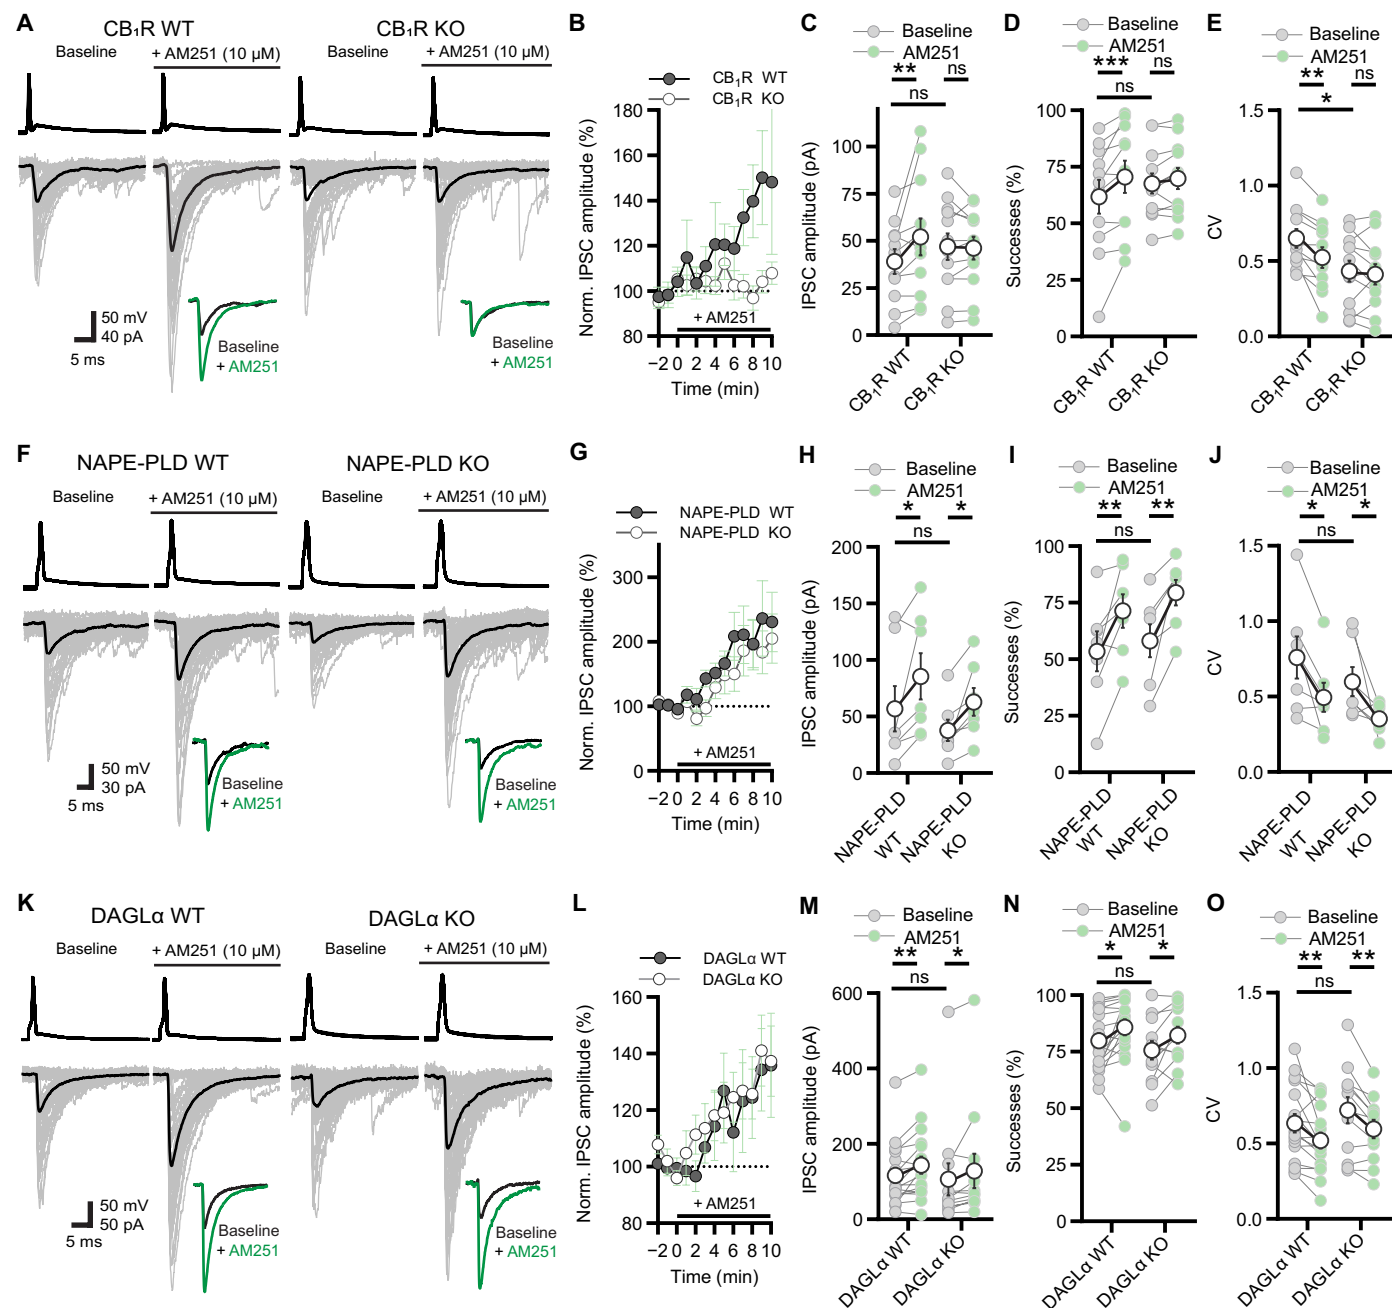 A
CB₁R WT
CB₁R KO
Baseline
+ AM251 (10 µM)
Baseline
+ AM251 (10 µM)
50 mV
40 pA
5 ms
Baseline
+ AM251
Baseline
+ AM251
B
CB₁R WT
CB₁R KO
Norm. IPSC amplitude (%)
180
160
140
120
100
80
+ AM251
−2 0 2 4 6 8 10
Time (min)
C
Baseline
AM251
** ns
ns
IPSC amplitude (pA)
100
75
50
25
0
CB₁R WT
CB₁R KO
D
Baseline
AM251
*** ns
ns
Successes (%)
100
75
50
25
0
CB₁R WT
CB₁R KO
E
Baseline
AM251
** ns
*
CV
1.5
1.0
0.5
0.0
CB₁R WT
CB₁R KO
F
NAPE-PLD WT
NAPE-PLD KO
Baseline
+ AM251 (10 µM)
Baseline
+ AM251 (10 µM)
50 mV
30 pA
5 ms
Baseline
+ AM251
Baseline
+ AM251
G
NAPE-PLD WT
NAPE-PLD KO
Norm. IPSC amplitude (%)
300
200
100
0
+ AM251
−2 0 2 4 6 8 10
Time (min)
H
Baseline
AM251
* *
ns
IPSC amplitude (pA)
200
150
100
50
0
NAPE-PLD
WT
NAPE-PLD
KO
I
Baseline
AM251
** **
ns
Successes (%)
100
75
50
25
0
NAPE-PLD
WT
NAPE-PLD
KO
J
Baseline
AM251
* *
ns
CV
1.5
1.0
0.5
0.0
NAPE-PLD
WT
NAPE-PLD
KO
K
DAGLα WT
DAGLα KO
Baseline
+ AM251 (10 µM)
Baseline
+ AM251 (10 µM)
50 mV
50 pA
5 ms
Baseline
+ AM251
Baseline
+ AM251
L
DAGLα WT
DAGLα KO
Norm. IPSC amplitude (%)
160
140
120
100
80
+ AM251
−2 0 2 4 6 8 10
Time (min)
M
Baseline
AM251
** *
ns
IPSC amplitude (pA)
600
400
200
0
DAGLα WT
DAGLα KO
N
Baseline
AM251
* *
ns
Successes (%)
100
75
50
25
0
DAGLα WT
DAGLα KO
O
Baseline
AM251
** **
ns
CV
1.5
1.0
0.5
0.0
DAGLα WT
DAGLα KO